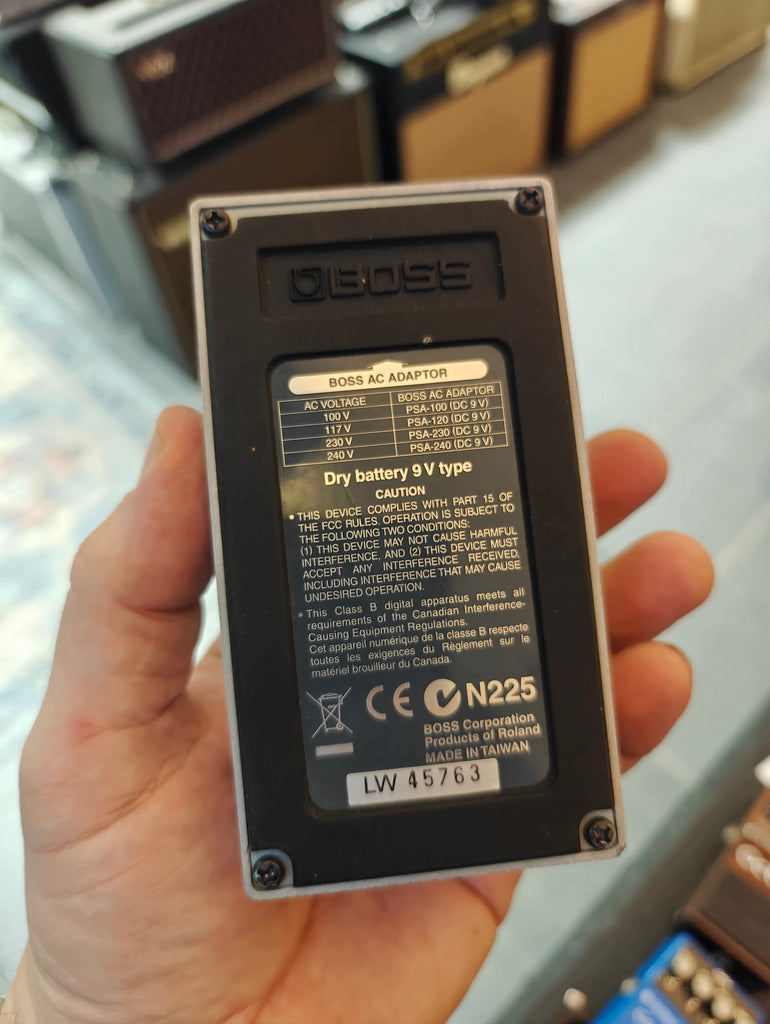 BOSS
BOSS AC ADAPTOR
AC VOLTAGE BOSS AC ADAPTOR
100 V PSA-100 (DC 9 V)
117 V PSA-120 (DC 9 V)
230 V PSA-230 (DC 9 V)
240 V PSA-240 (DC 9 V)
Dry battery 9 V type
CAUTION
• THIS DEVICE COMPLIES WITH PART 15 OF
THE FCC RULES. OPERATION IS SUBJECT TO
THE FOLLOWING TWO CONDITIONS:
(1) THIS DEVICE MAY NOT CAUSE HARMFUL
INTERFERENCE, AND (2) THIS DEVICE MUST
ACCEPT ANY INTERFERENCE RECEIVED,
INCLUDING INTERFERENCE THAT MAY CAUSE
UNDESIRED OPERATION.
• This Class B digital apparatus meets all
requirements of the Canadian Interference-
Causing Equipment Regulations.
Cet appareil numérique de la classe B respecte
toutes les exigences du Règlement sur le
matériel brouilleur du Canada.
CE N225
BOSS Corporation
Products of Roland
MADE IN TAIWAN
LW 45763